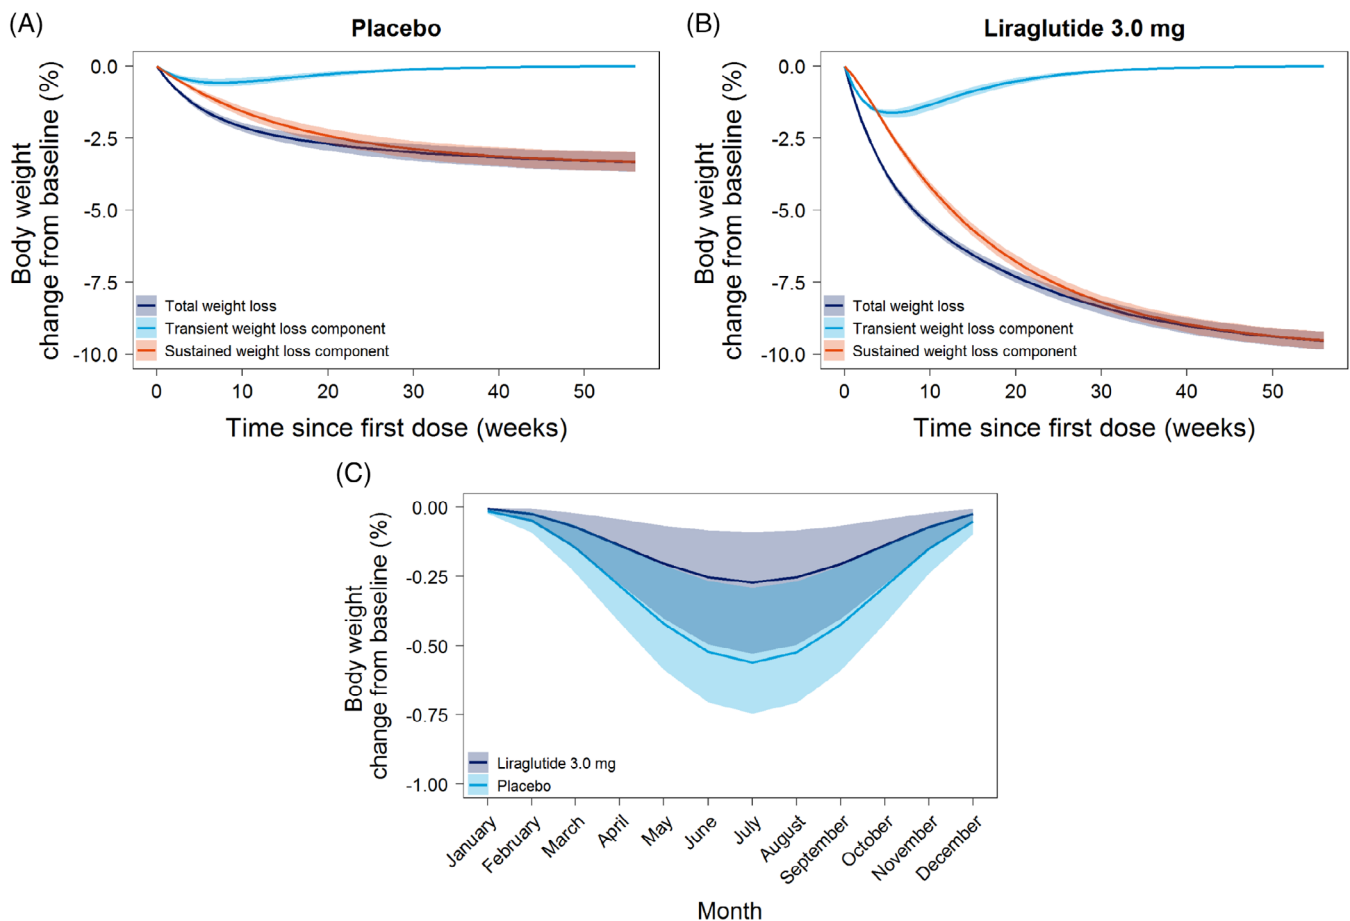 (A)
Placebo
Body weight
change from baseline (%)
0.0
-2.5
-5.0
-7.5
-10.0
Total weight loss
Transient weight loss component
Sustained weight loss component
0 10 20 30 40 50
Time since first dose (weeks)
(B)
Liraglutide 3.0 mg
Body weight
change from baseline (%)
0.0
-2.5
-5.0
-7.5
-10.0
Total weight loss
Transient weight loss component
Sustained weight loss component
0 10 20 30 40 50
Time since first dose (weeks)
(C)
Body weight
change from baseline (%)
0.00
-0.25
-0.50
-0.75
-1.00
Liraglutide 3.0 mg
Placebo
January
February
March
April
May
June
July
August
September
October
November
December
Month